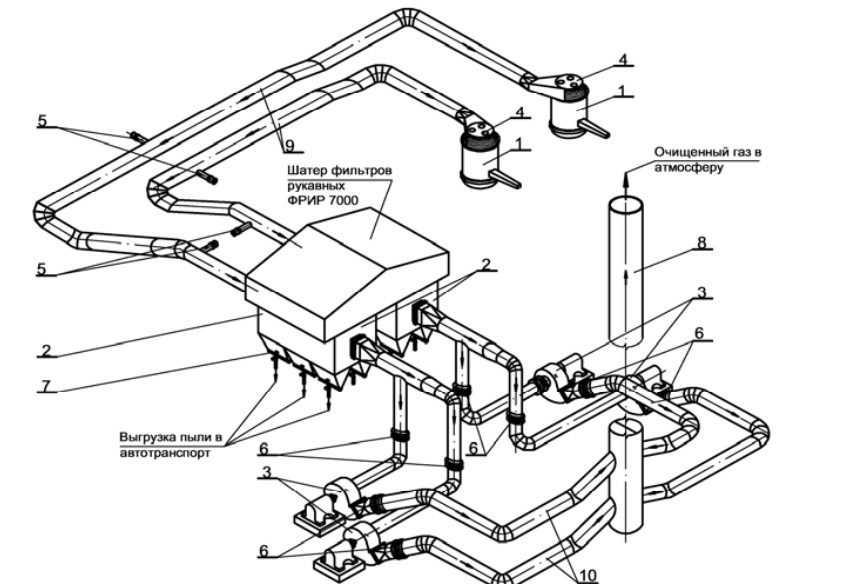 4
1
5
9
4
1
Шатер фильтров
рукавных
ФРИР 7000
Очищенный газ в
атмосферу
8
5
2
3
2
6
7
Выгрузка пыли в
автотранспорт
6
6
3
6
10